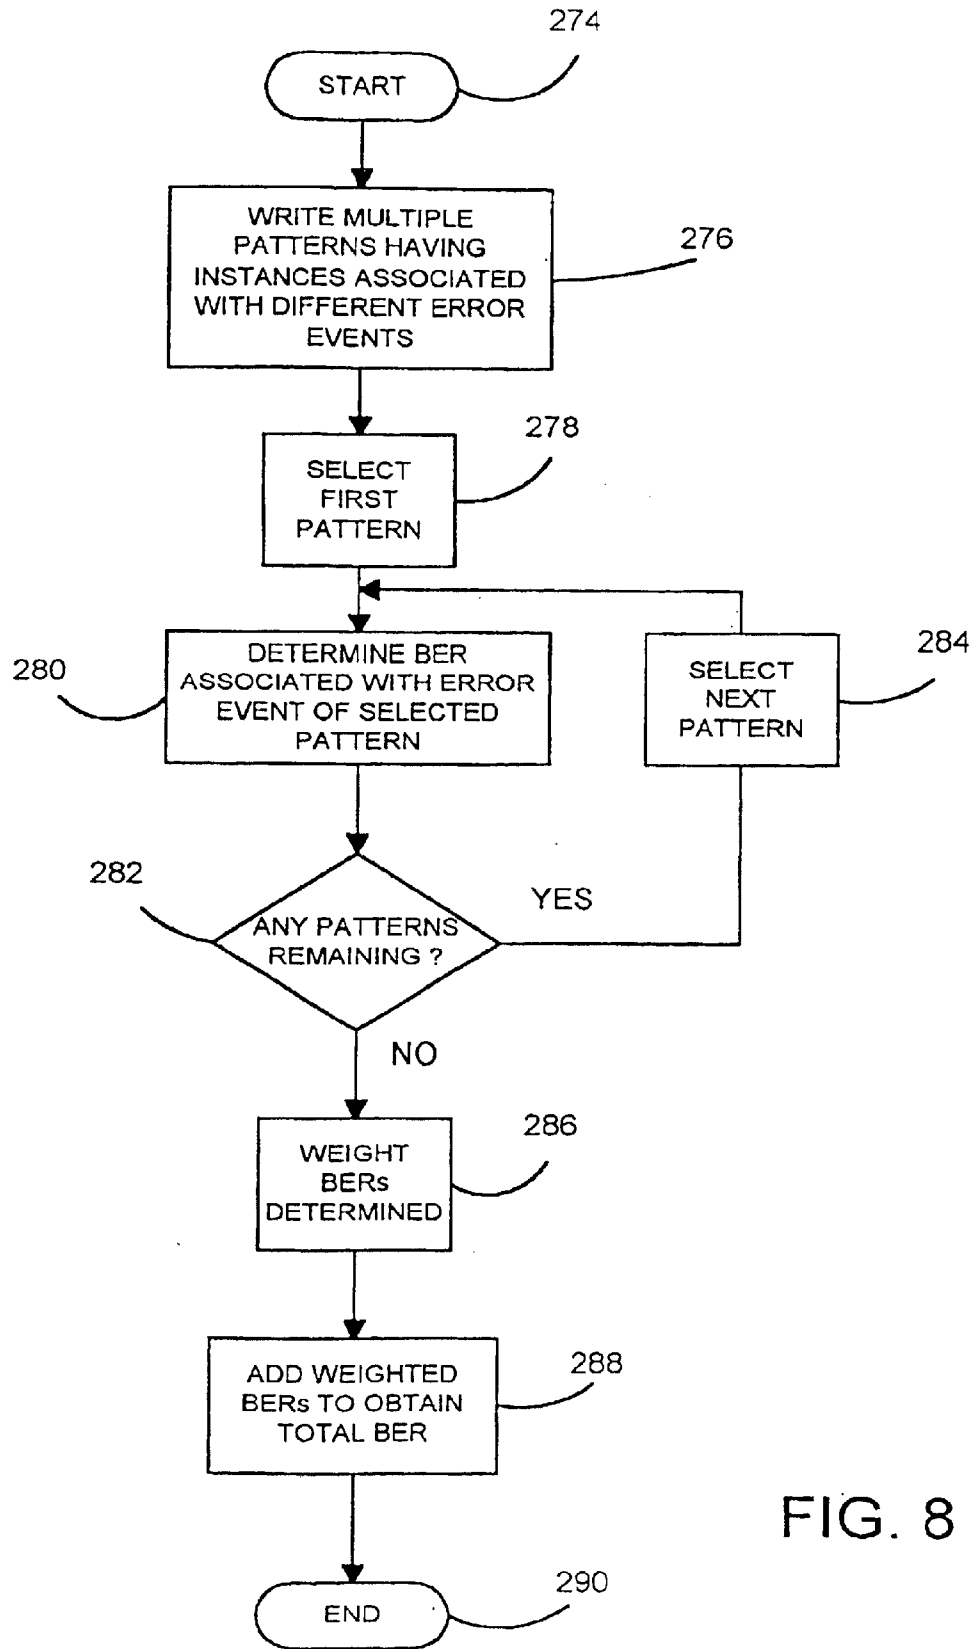 274
START
WRITE MULTIPLE
PATTERNS HAVING
INSTANCES ASSOCIATED
WITH DIFFERENT ERROR
EVENTS
276
278
SELECT
FIRST
PATTERN
280
DETERMINE BER
ASSOCIATED WITH ERROR
EVENT OF SELECTED
PATTERN
SELECT
NEXT
PATTERN
284
282
ANY PATTERNS
REMAINING ?
YES
NO
WEIGHT
BERs
DETERMINED
286
ADD WEIGHTED
BERs TO OBTAIN
TOTAL BER
288
FIG. 8
END
290